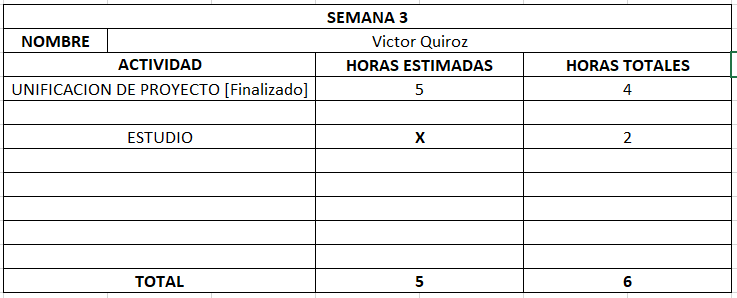 SEMANA 3
NOMBRE Victor Quiroz
ACTIVIDAD HORAS ESTIMADAS HORAS TOTALES
UNIFICACION DE PROYECTO [Finalizado] 5 4
ESTUDIO X 2
TOTAL 5 6